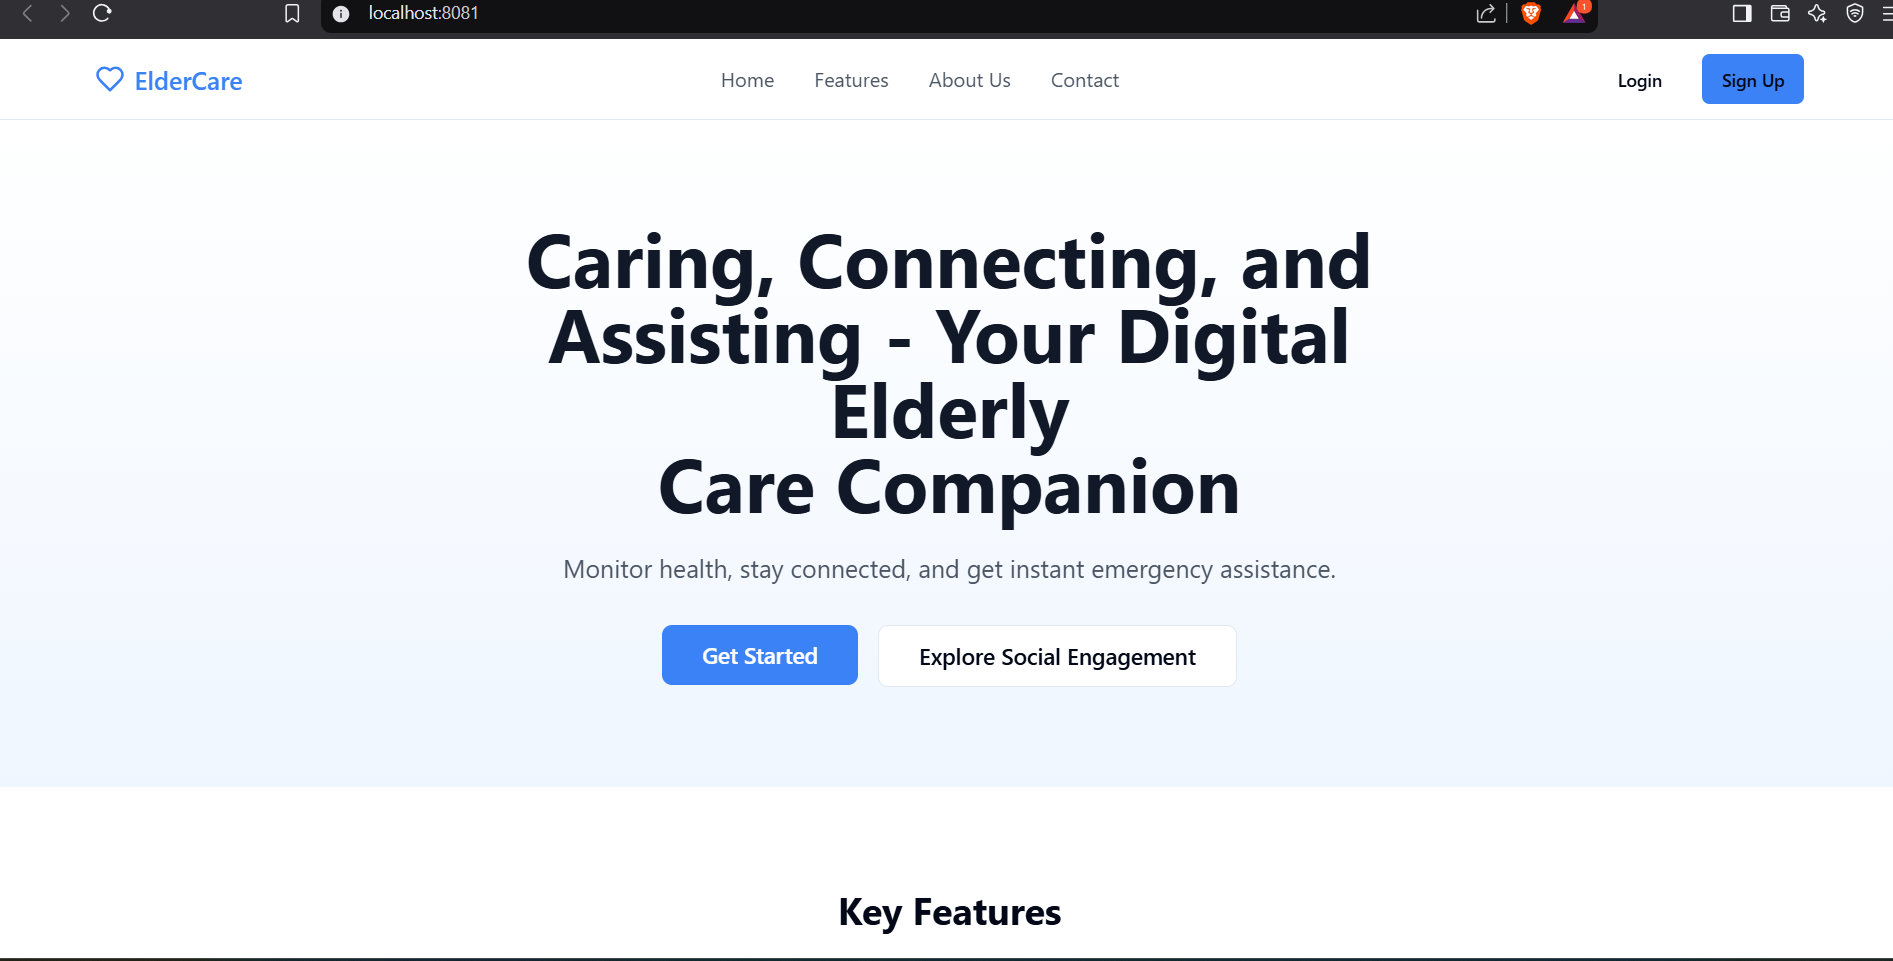 localhost:8081
1
ElderCare
Home Features About Us Contact
Login Sign Up
Caring, Connecting, and
Assisting - Your Digital
Elderly
Care Companion
Monitor health, stay connected, and get instant emergency assistance.
Get Started Explore Social Engagement
Key Features